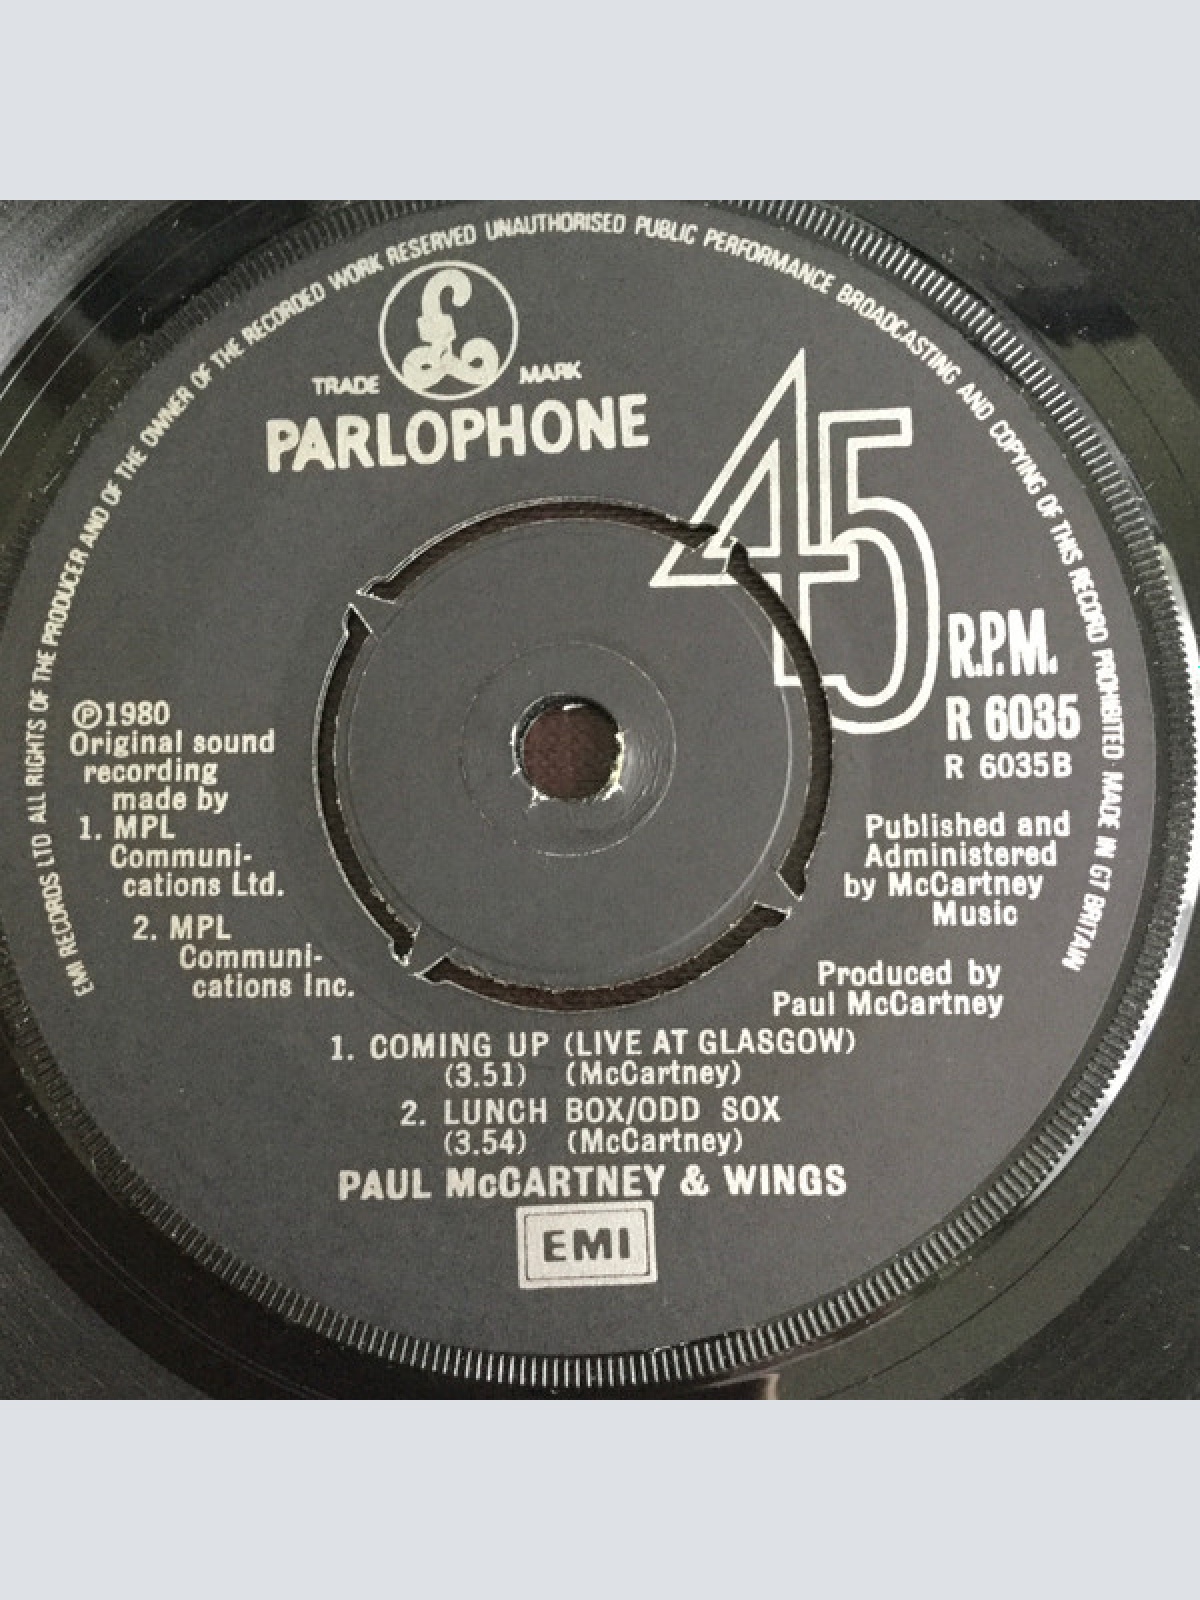 EMI RECORDS LTD ALL RIGHTS OF THE PRODUCER AND OF THE OWNER OF THE RECORDED WORK RESERVED UNAUTHORISED PUBLIC PERFORMANCE BROADCASTING AND COPYING OF THIS RECORD PROHIBITED MADE IN GT BRITAIN
£
TRADE MARK
PARLOPHONE
45
R.P.M.
R 6035
R 6035B
Ⓟ1980
Original sound
recording
made by
1. MPL
Communi-
cations Ltd.
2. MPL
Communi-
cations Inc.
Published and
Administered
by McCartney
Music
Produced by
Paul McCartney
1. COMING UP (LIVE AT GLASGOW)
(3.51) (McCartney)
2. LUNCH BOX/ODD SOX
(3.54) (McCartney)
PAUL McCARTNEY & WINGS
EMI